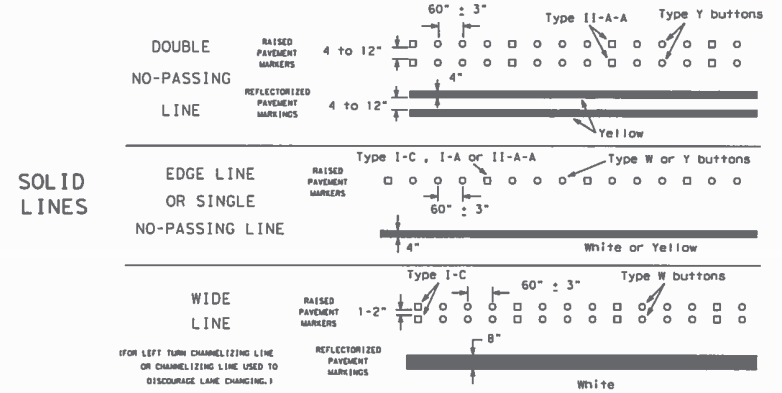 SOLID
LINES
DOUBLE
NO-PASSING
LINE
RAISED
PAVEMENT
MARKERS
4 to 12"
60" ± 3"
Type II-A-A
Type Y buttons
REFLECTORIZED
PAVEMENT
MARKINGS
4 to 12"
4"
Yellow
EDGE LINE
OR SINGLE
NO-PASSING LINE
RAISED
PAVEMENT
MARKERS
Type I-C , I-A or II-A-A
Type W or Y buttons
60" ± 3"
4"
White or Yellow
WIDE
LINE
(FOR LEFT TURN CHANNELIZING LINE
OR CHANNELIZING LINE USED TO
DISCOURAGE LANE CHANGING.)
RAISED
PAVEMENT
MARKERS
1-2"
Type I-C
60" ± 3"
Type W buttons
REFLECTORIZED
PAVEMENT
MARKINGS
8"
White